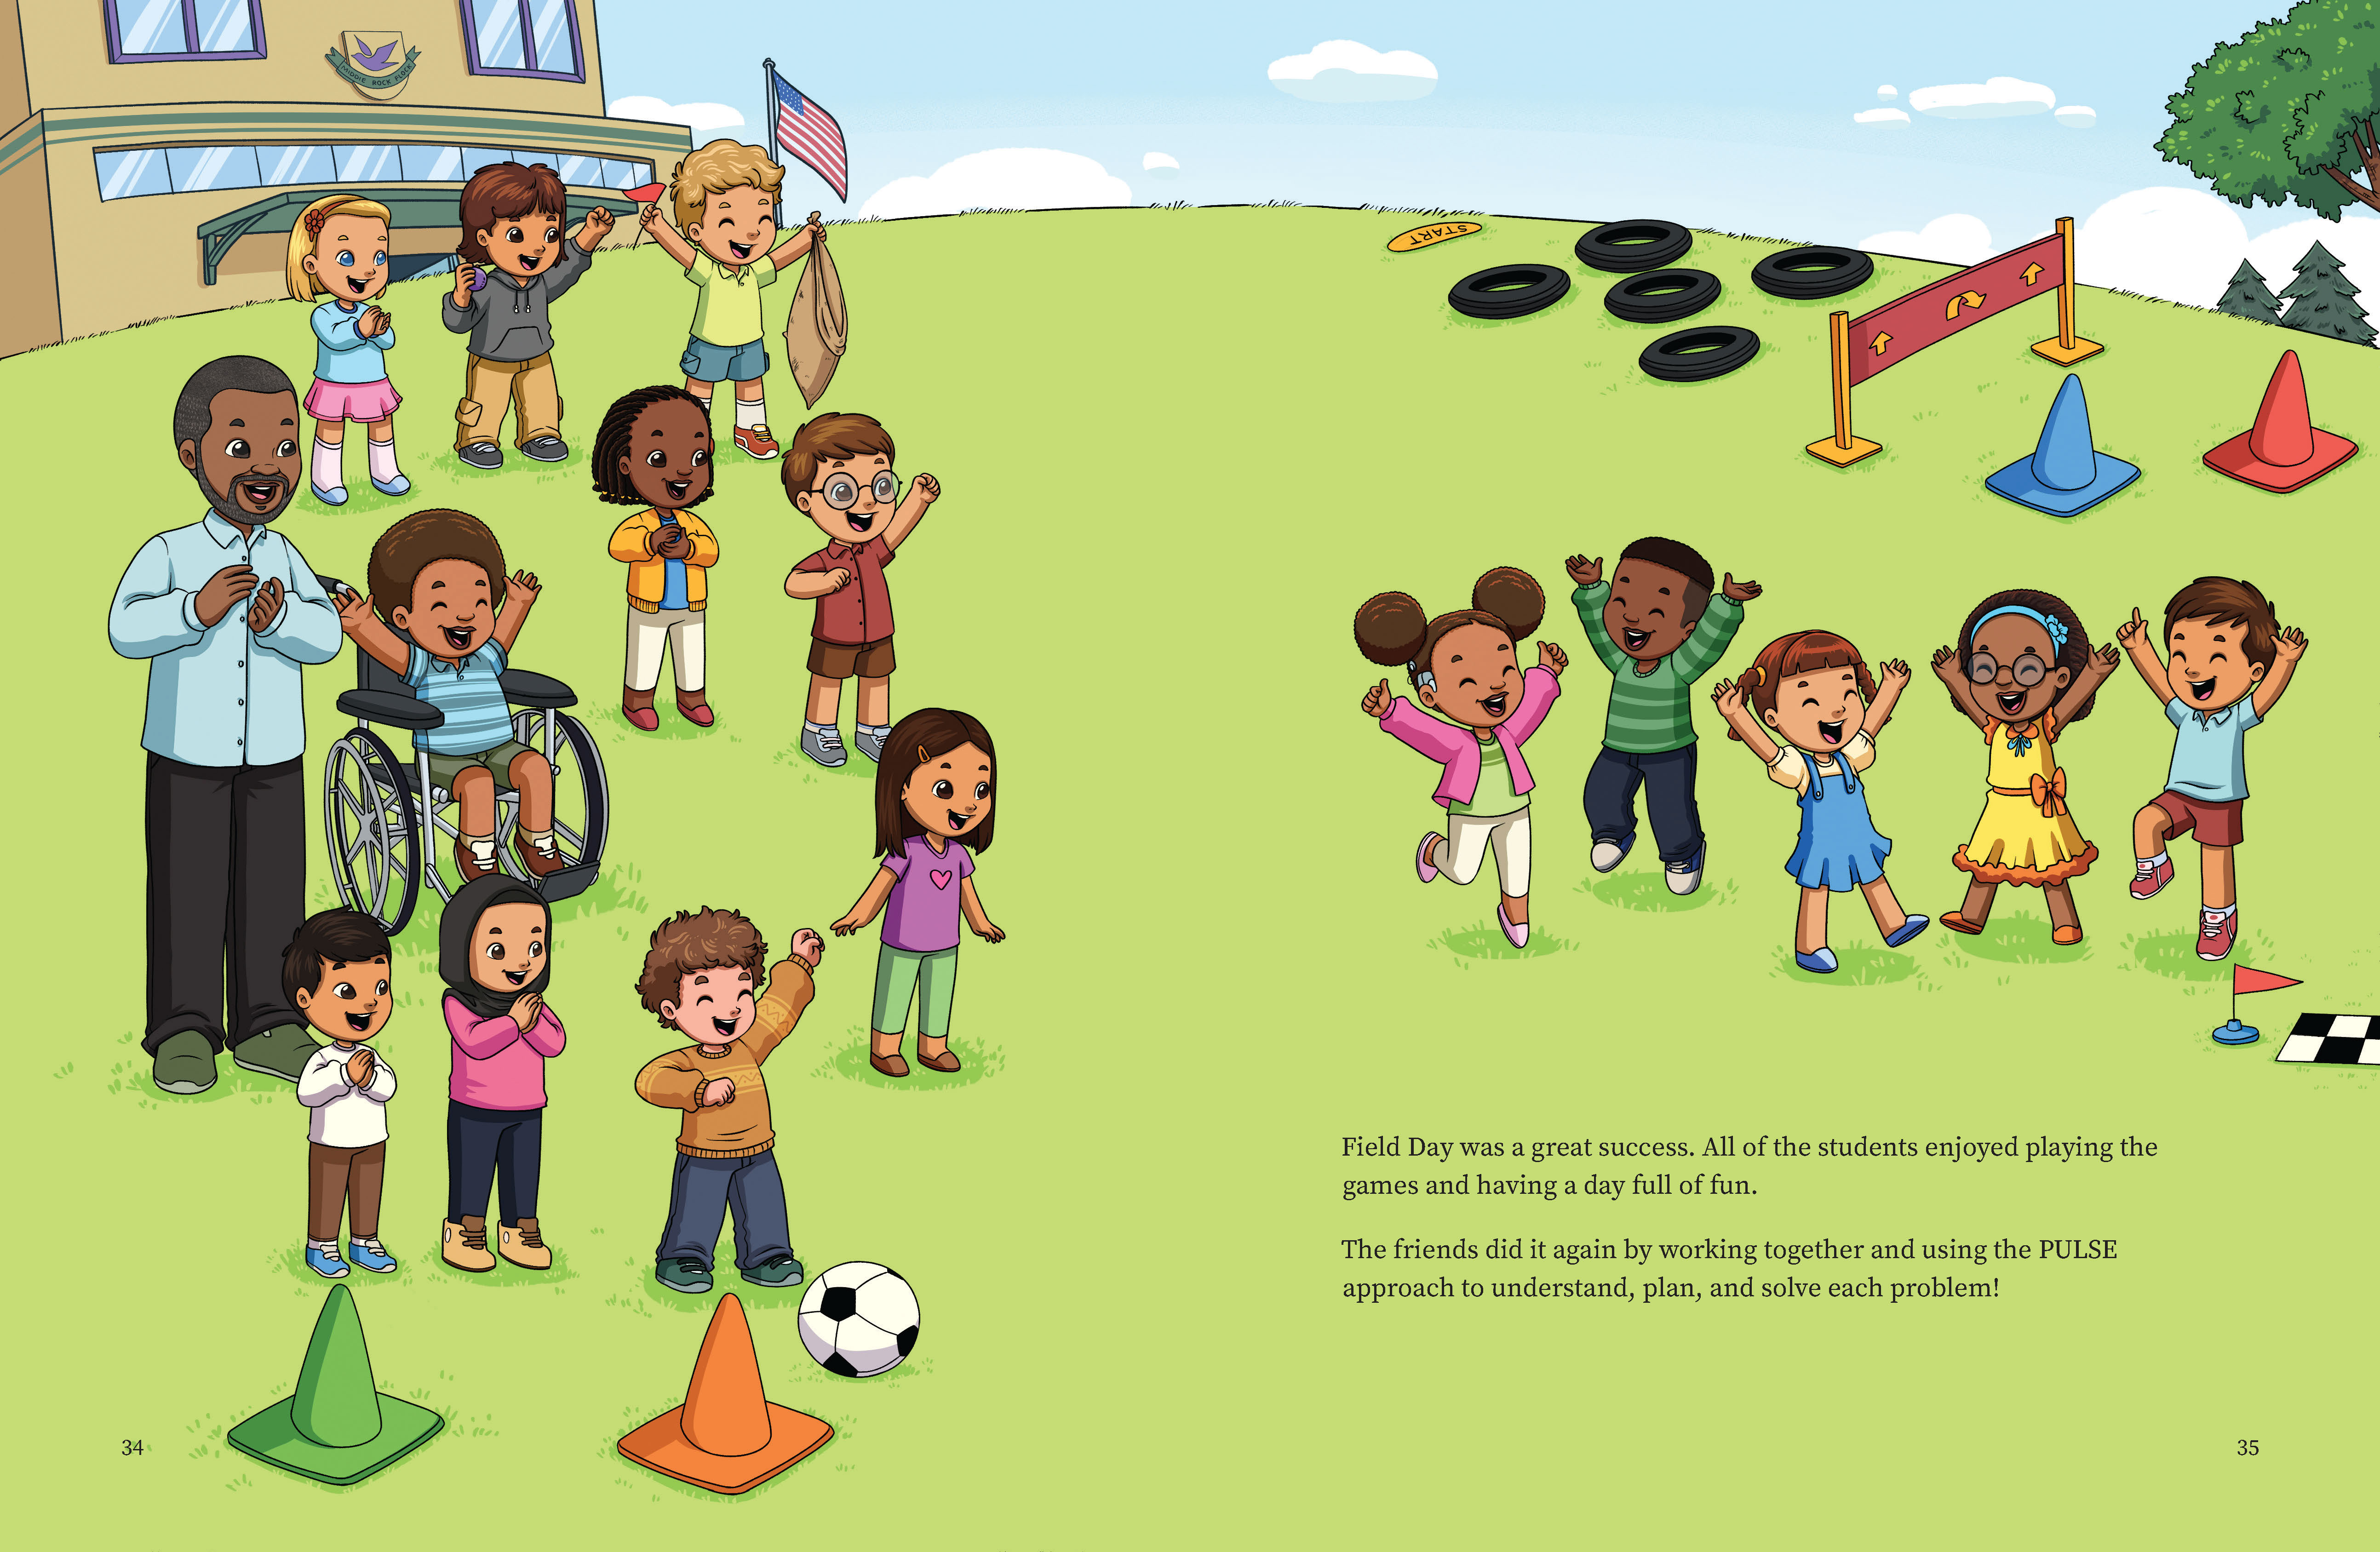 MIDDIE ROCK FLOCK
START
Field Day was a great success. All of the students enjoyed playing the
games and having a day full of fun.
The friends did it again by working together and using the PULSE
approach to understand, plan, and solve each problem!
34
35